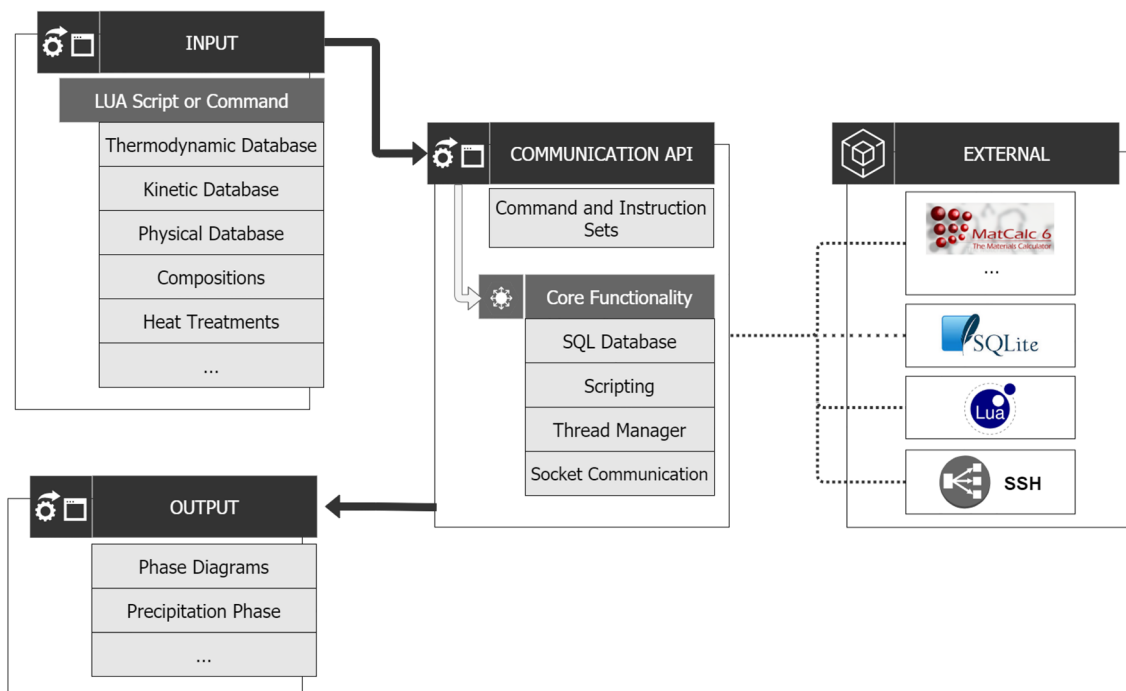 INPUT
LUA Script or Command
Thermodynamic Database
Kinetic Database
Physical Database
Compositions
Heat Treatments
...
COMMUNICATION API
Command and Instruction
Sets
Core Functionality
SQL Database
Scripting
Thread Manager
Socket Communication
EXTERNAL
MatCalc 6
The Materials Calculator
...
SQLite
Lua
SSH
OUTPUT
Phase Diagrams
Precipitation Phase
...